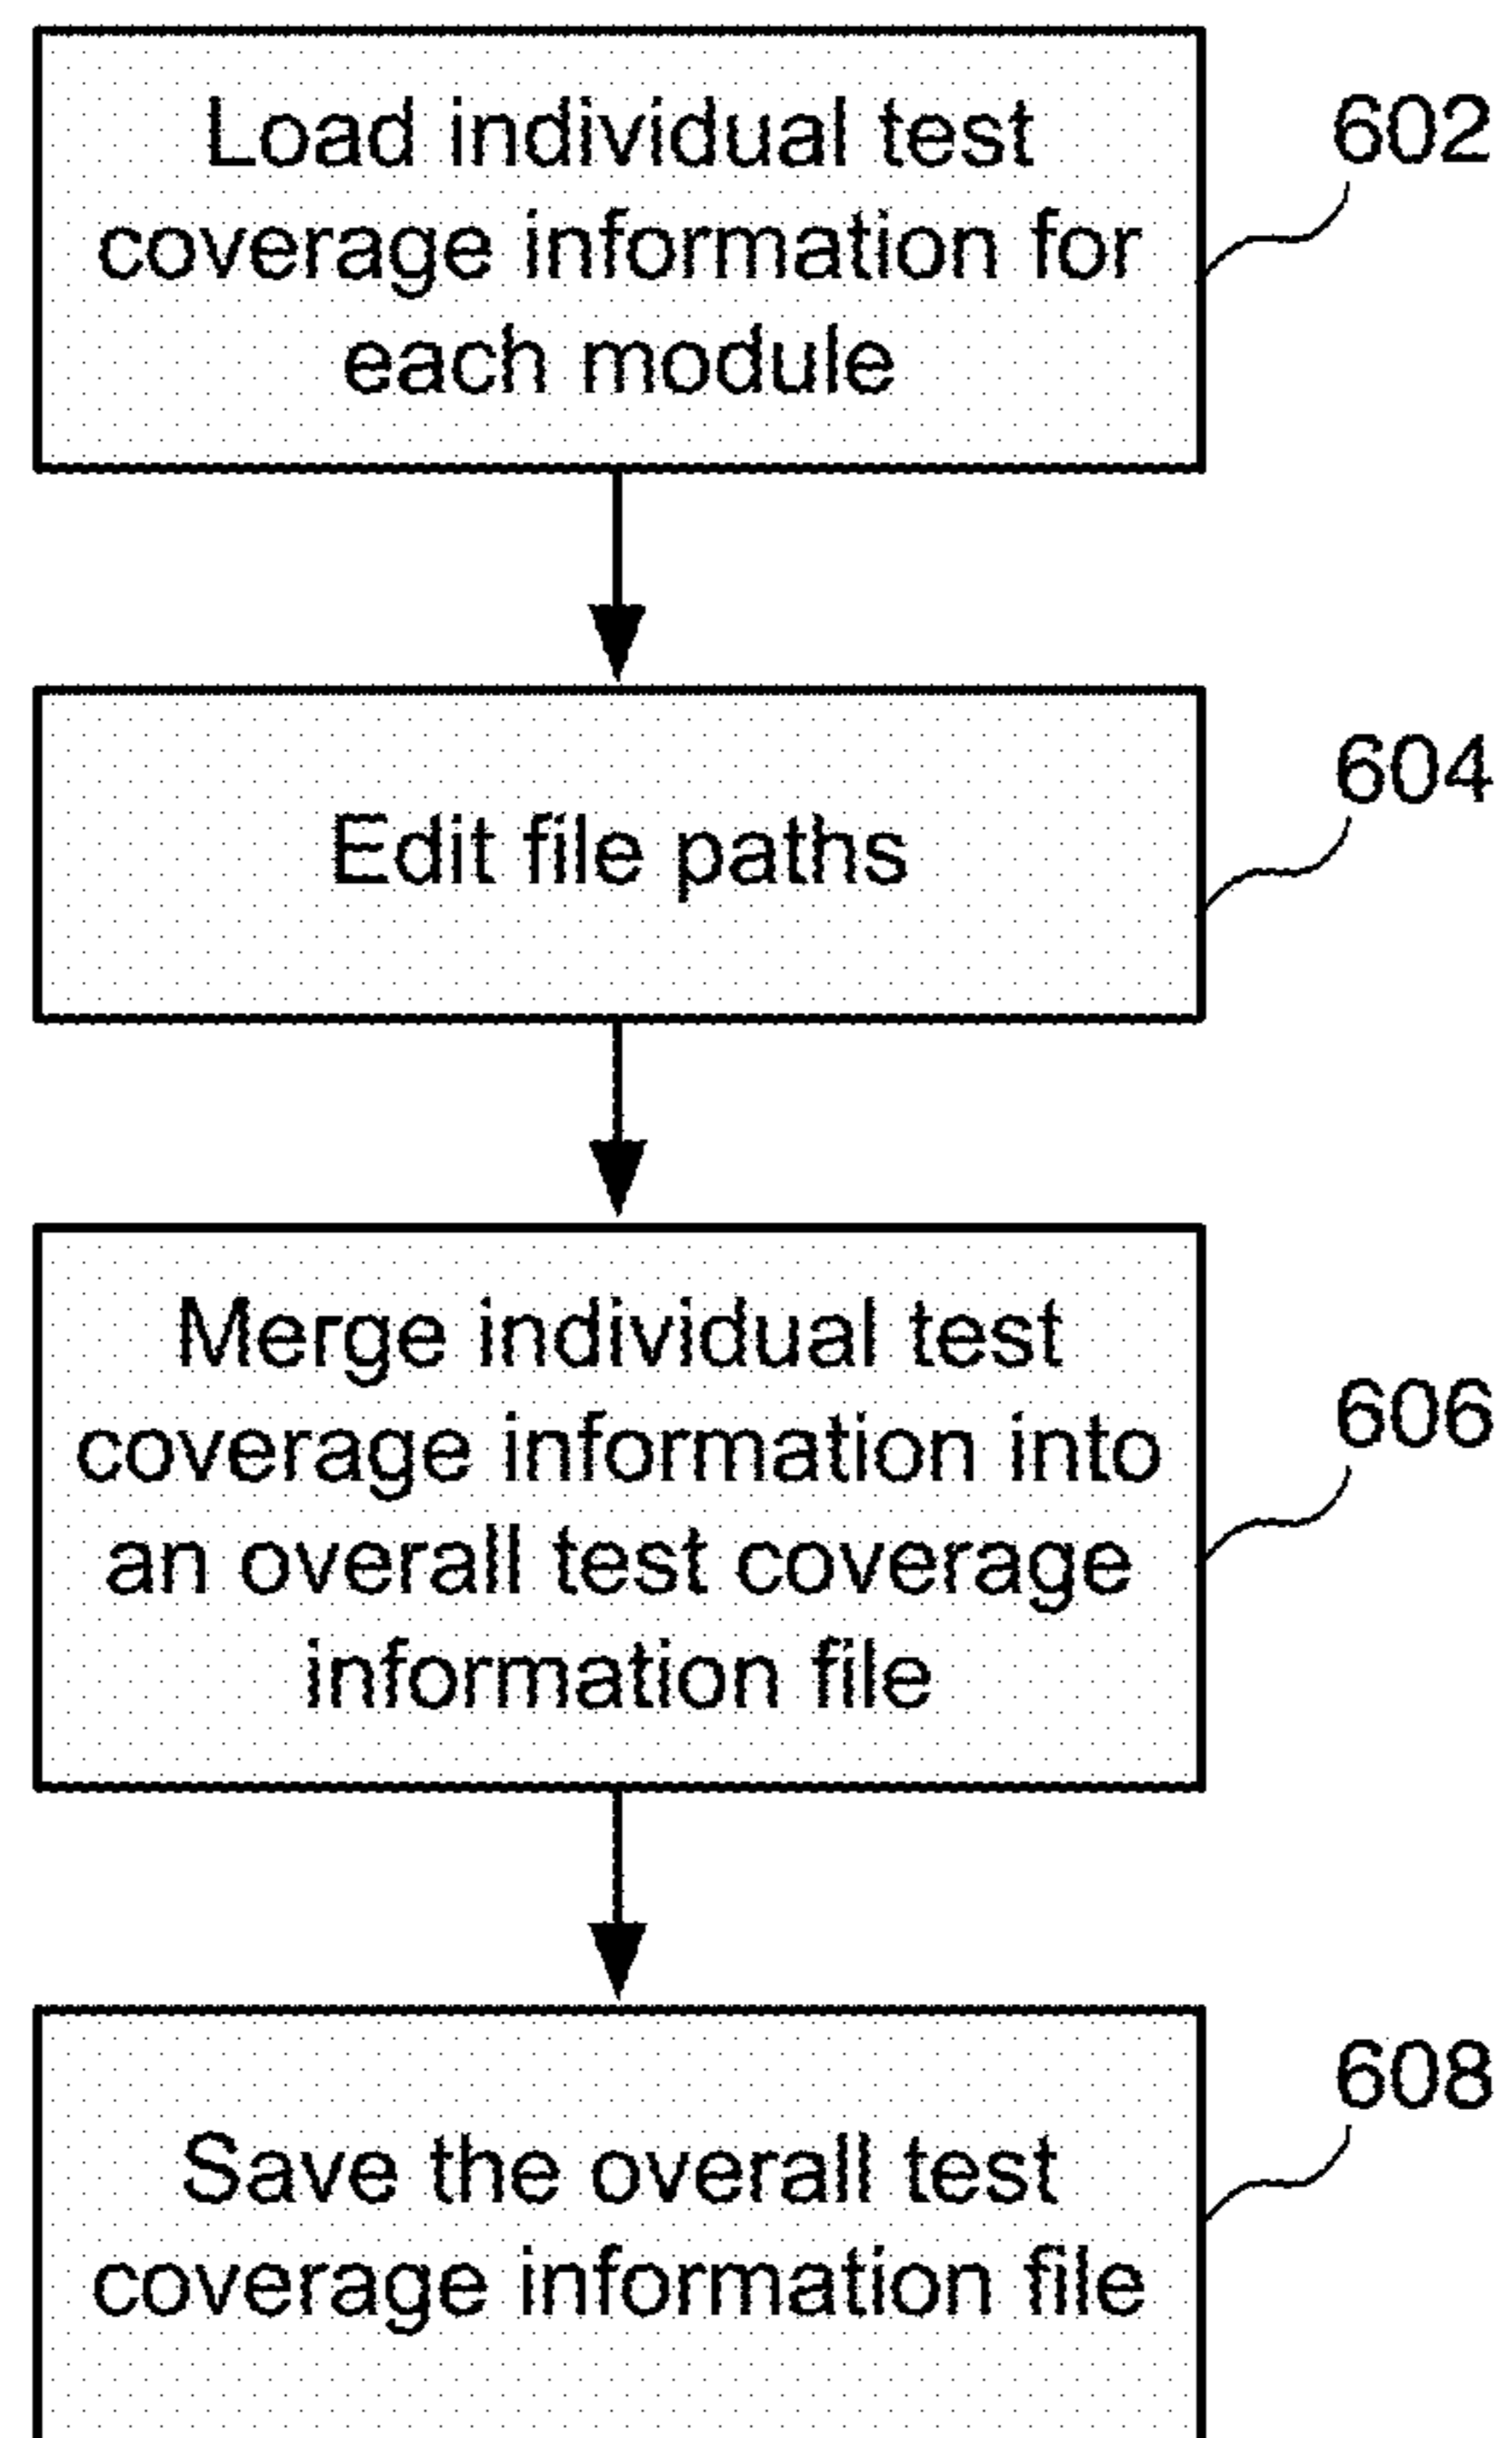 Load individual test
coverage information for
each module
602
Edit file paths
604
Merge individual test
coverage information into
an overall test coverage
information file
606
Save the overall test
coverage information file
608